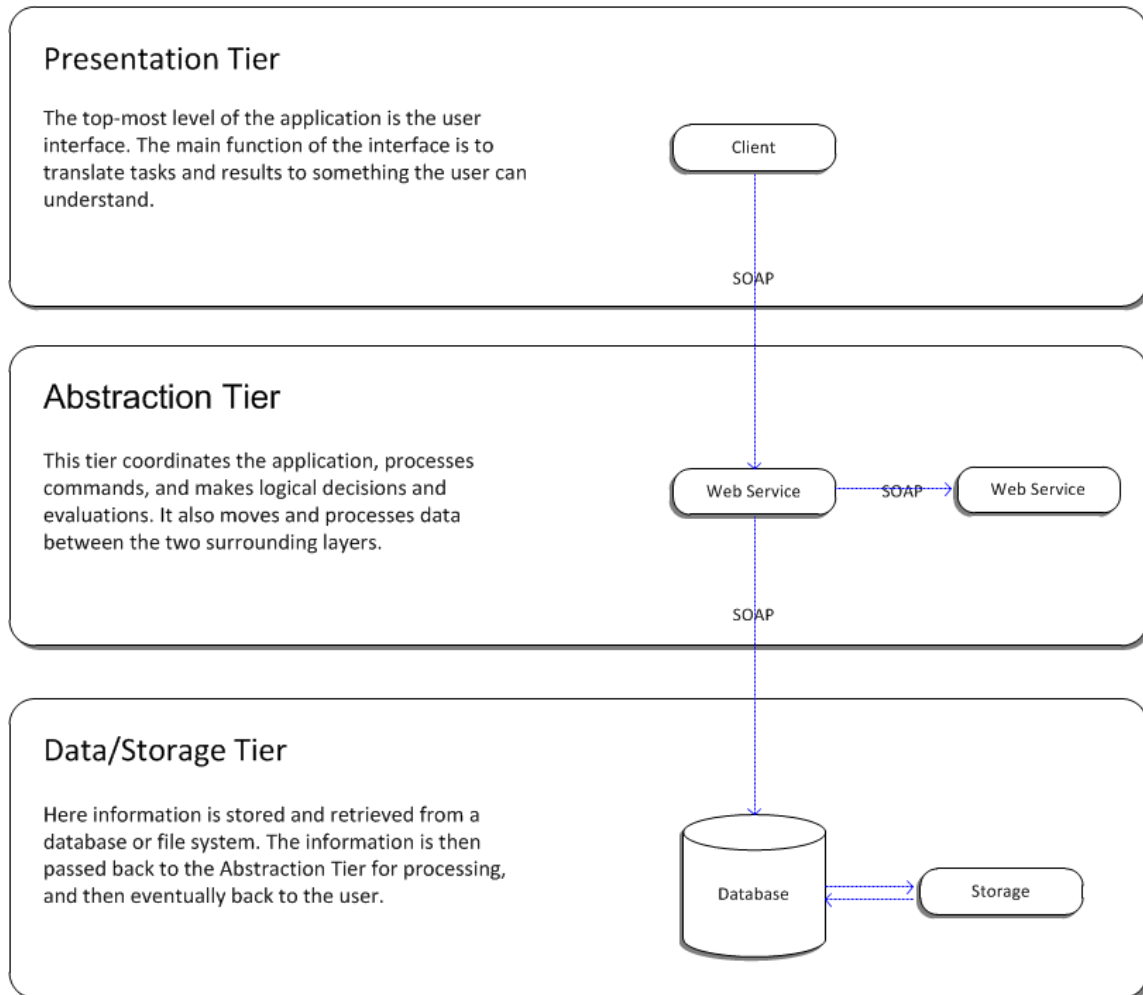 Presentation Tier
The top-most level of the application is the user
interface. The main function of the interface is to
translate tasks and results to something the user can
understand.
Client
SOAP
Abstraction Tier
This tier coordinates the application, processes
commands, and makes logical decisions and
evaluations. It also moves and processes data
between the two surrounding layers.
Web Service
SOAP
Web Service
SOAP
Data/Storage Tier
Here information is stored and retrieved from a
database or file system. The information is then
passed back to the Abstraction Tier for processing,
and then eventually back to the user.
Database
Storage